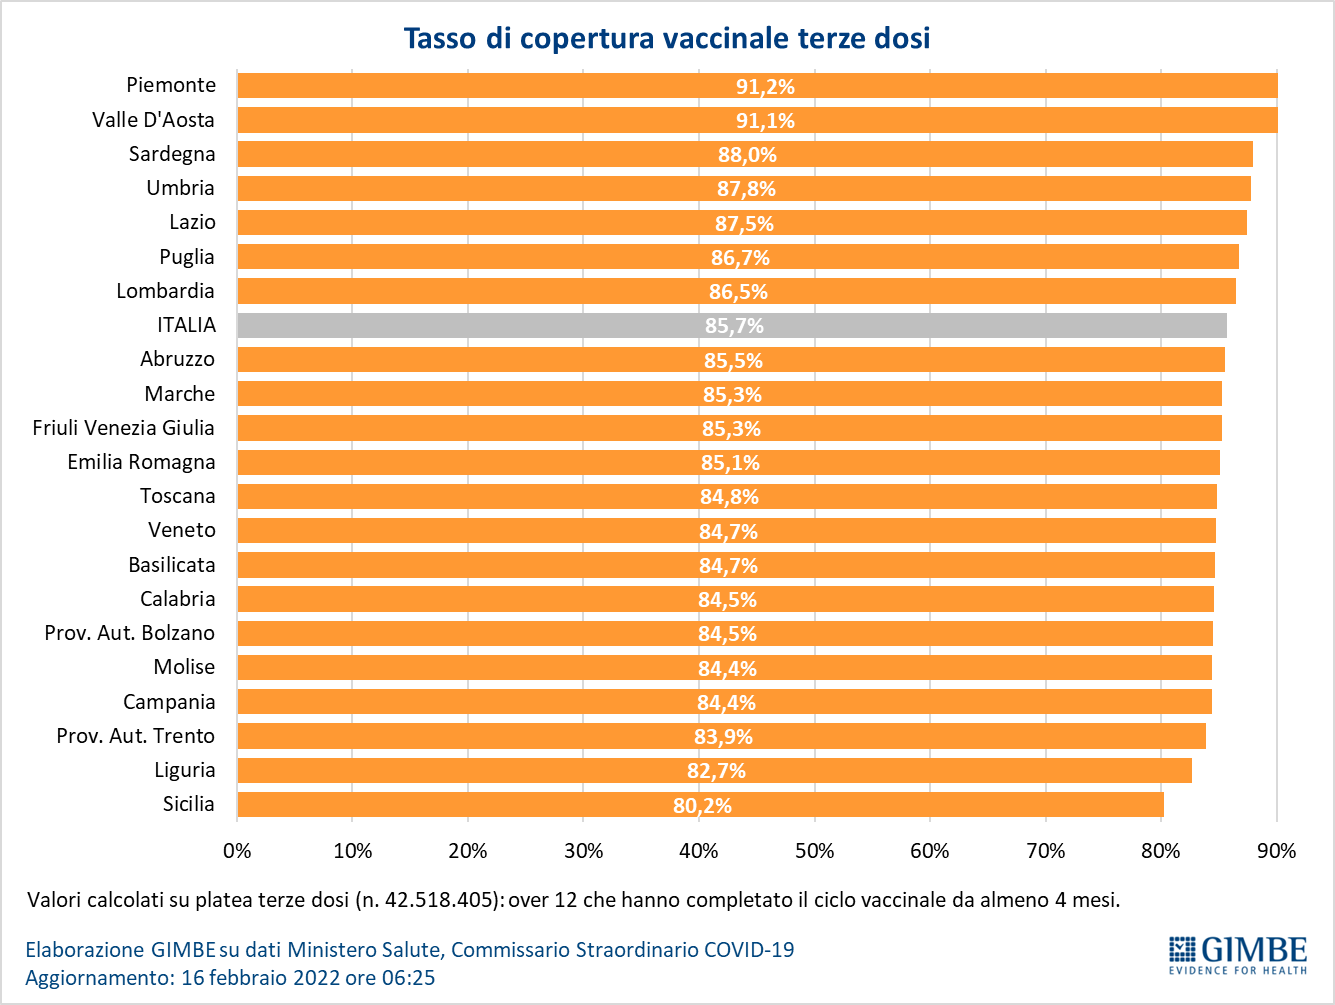 Tasso di copertura vaccinale terze dosi
Piemonte 91,2%
Valle D'Aosta 91,1%
Sardegna 88,0%
Umbria 87,8%
Lazio 87,5%
Puglia 86,7%
Lombardia 86,5%
ITALIA 85,7%
Abruzzo 85,5%
Marche 85,3%
Friuli Venezia Giulia 85,3%
Emilia Romagna 85,1%
Toscana 84,8%
Veneto 84,7%
Basilicata 84,7%
Calabria 84,5%
Prov. Aut. Bolzano 84,5%
Molise 84,4%
Campania 84,4%
Prov. Aut. Trento 83,9%
Liguria 82,7%
Sicilia 80,2%
0% 10% 20% 30% 40% 50% 60% 70% 80% 90%
Valori calcolati su platea terze dosi (n. 42.518.405): over 12 che hanno completato il ciclo vaccinale da almeno 4 mesi.
Elaborazione GIMBE su dati Ministero Salute, Commissario Straordinario COVID-19
Aggiornamento: 16 febbraio 2022 ore 06:25
GIMBE
EVIDENCE FOR HEALTH